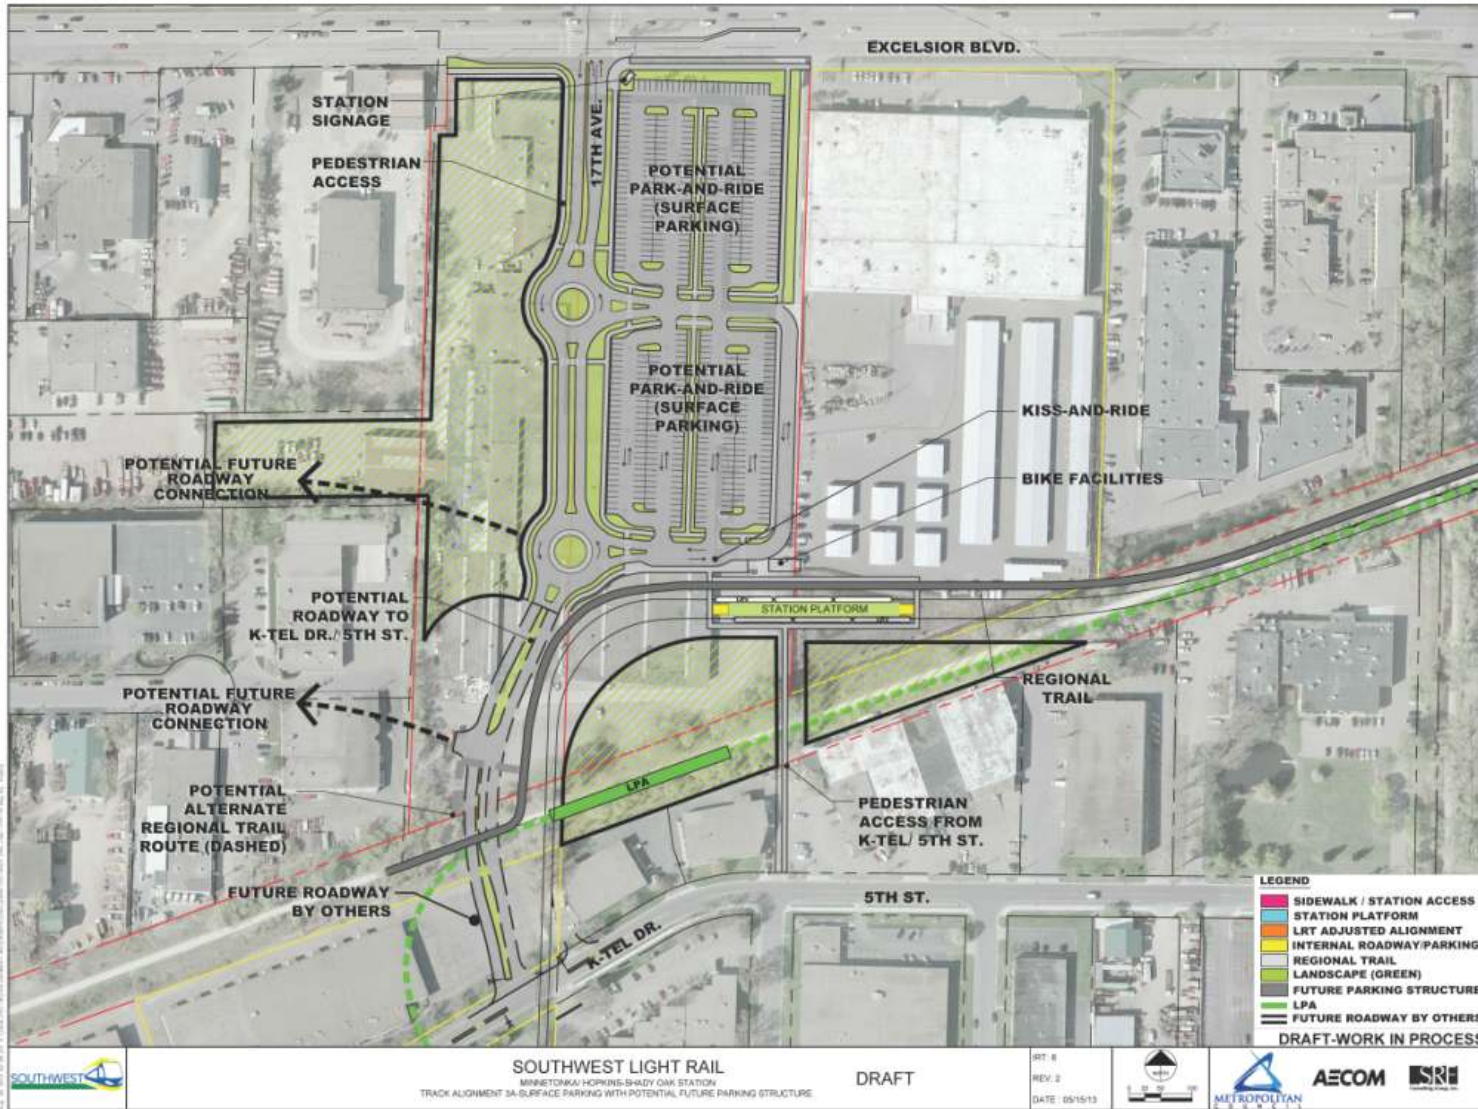 EXCELSIOR BLVD.
STATION
SIGNAGE
17TH AVE.
PEDESTRIAN
ACCESS
POTENTIAL
PARK-AND-RIDE
(SURFACE
PARKING)
POTENTIAL
PARK-AND-RIDE
(SURFACE
PARKING)
KISS-AND-RIDE
POTENTIAL FUTURE
ROADWAY
CONNECTION
BIKE FACILITIES
POTENTIAL
ROADWAY TO
K-TEL DR./ 5TH ST.
STATION PLATFORM
POTENTIAL FUTURE
ROADWAY
CONNECTION
REGIONAL
TRAIL
LPA
POTENTIAL
ALTERNATE
REGIONAL TRAIL
ROUTE (DASHED)
PEDESTRIAN
ACCESS FROM
K-TEL/ 5TH ST.
FUTURE ROADWAY
BY OTHERS
5TH ST.
K-TEL DR.
LEGEND
SIDEWALK / STATION ACCESS
STATION PLATFORM
LRT ADJUSTED ALIGNMENT
INTERNAL ROADWAY/PARKING
REGIONAL TRAIL
LANDSCAPE (GREEN)
FUTURE PARKING STRUCTURE
LPA
FUTURE ROADWAY BY OTHERS
DRAFT-WORK IN PROCESS
SOUTHWEST
SOUTHWEST LIGHT RAIL
MINNETONKA/ HOPKINS-SHADY OAK STATION
TRACK ALIGNMENT 3A-SURFACE PARKING WITH POTENTIAL FUTURE PARKING STRUCTURE
DRAFT
REV: 2
DATE : 05/15/13
NORTH
METROPOLITAN
COUNCIL
AECOM
SRF